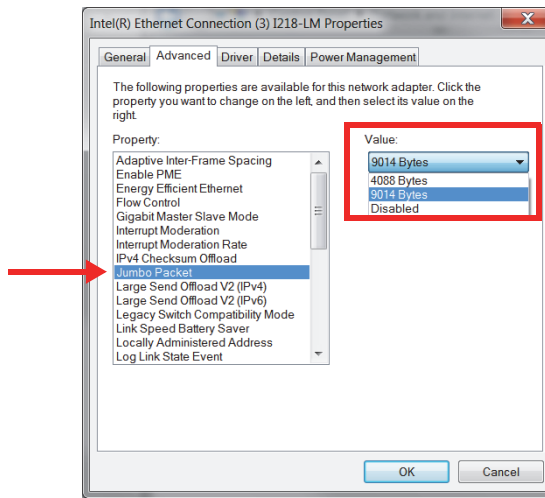 Intel(R) Ethernet Connection (3) I218-LM Properties
General Advanced Driver Details Power Management
The following properties are available for this network adapter. Click the
property you want to change on the left, and then select its value on the
right.
Property:
Value:
Adaptive Inter-Frame Spacing
Enable PME
Energy Efficient Ethernet
Flow Control
Gigabit Master Slave Mode
Interrupt Moderation
Interrupt Moderation Rate
IPv4 Checksum Offload
Jumbo Packet
Large Send Offload V2 (IPv4)
Large Send Offload V2 (IPv6)
Legacy Switch Compatibility Mode
Link Speed Battery Saver
Locally Administered Address
Log Link State Event
9014 Bytes
4088 Bytes
9014 Bytes
Disabled
OK
Cancel